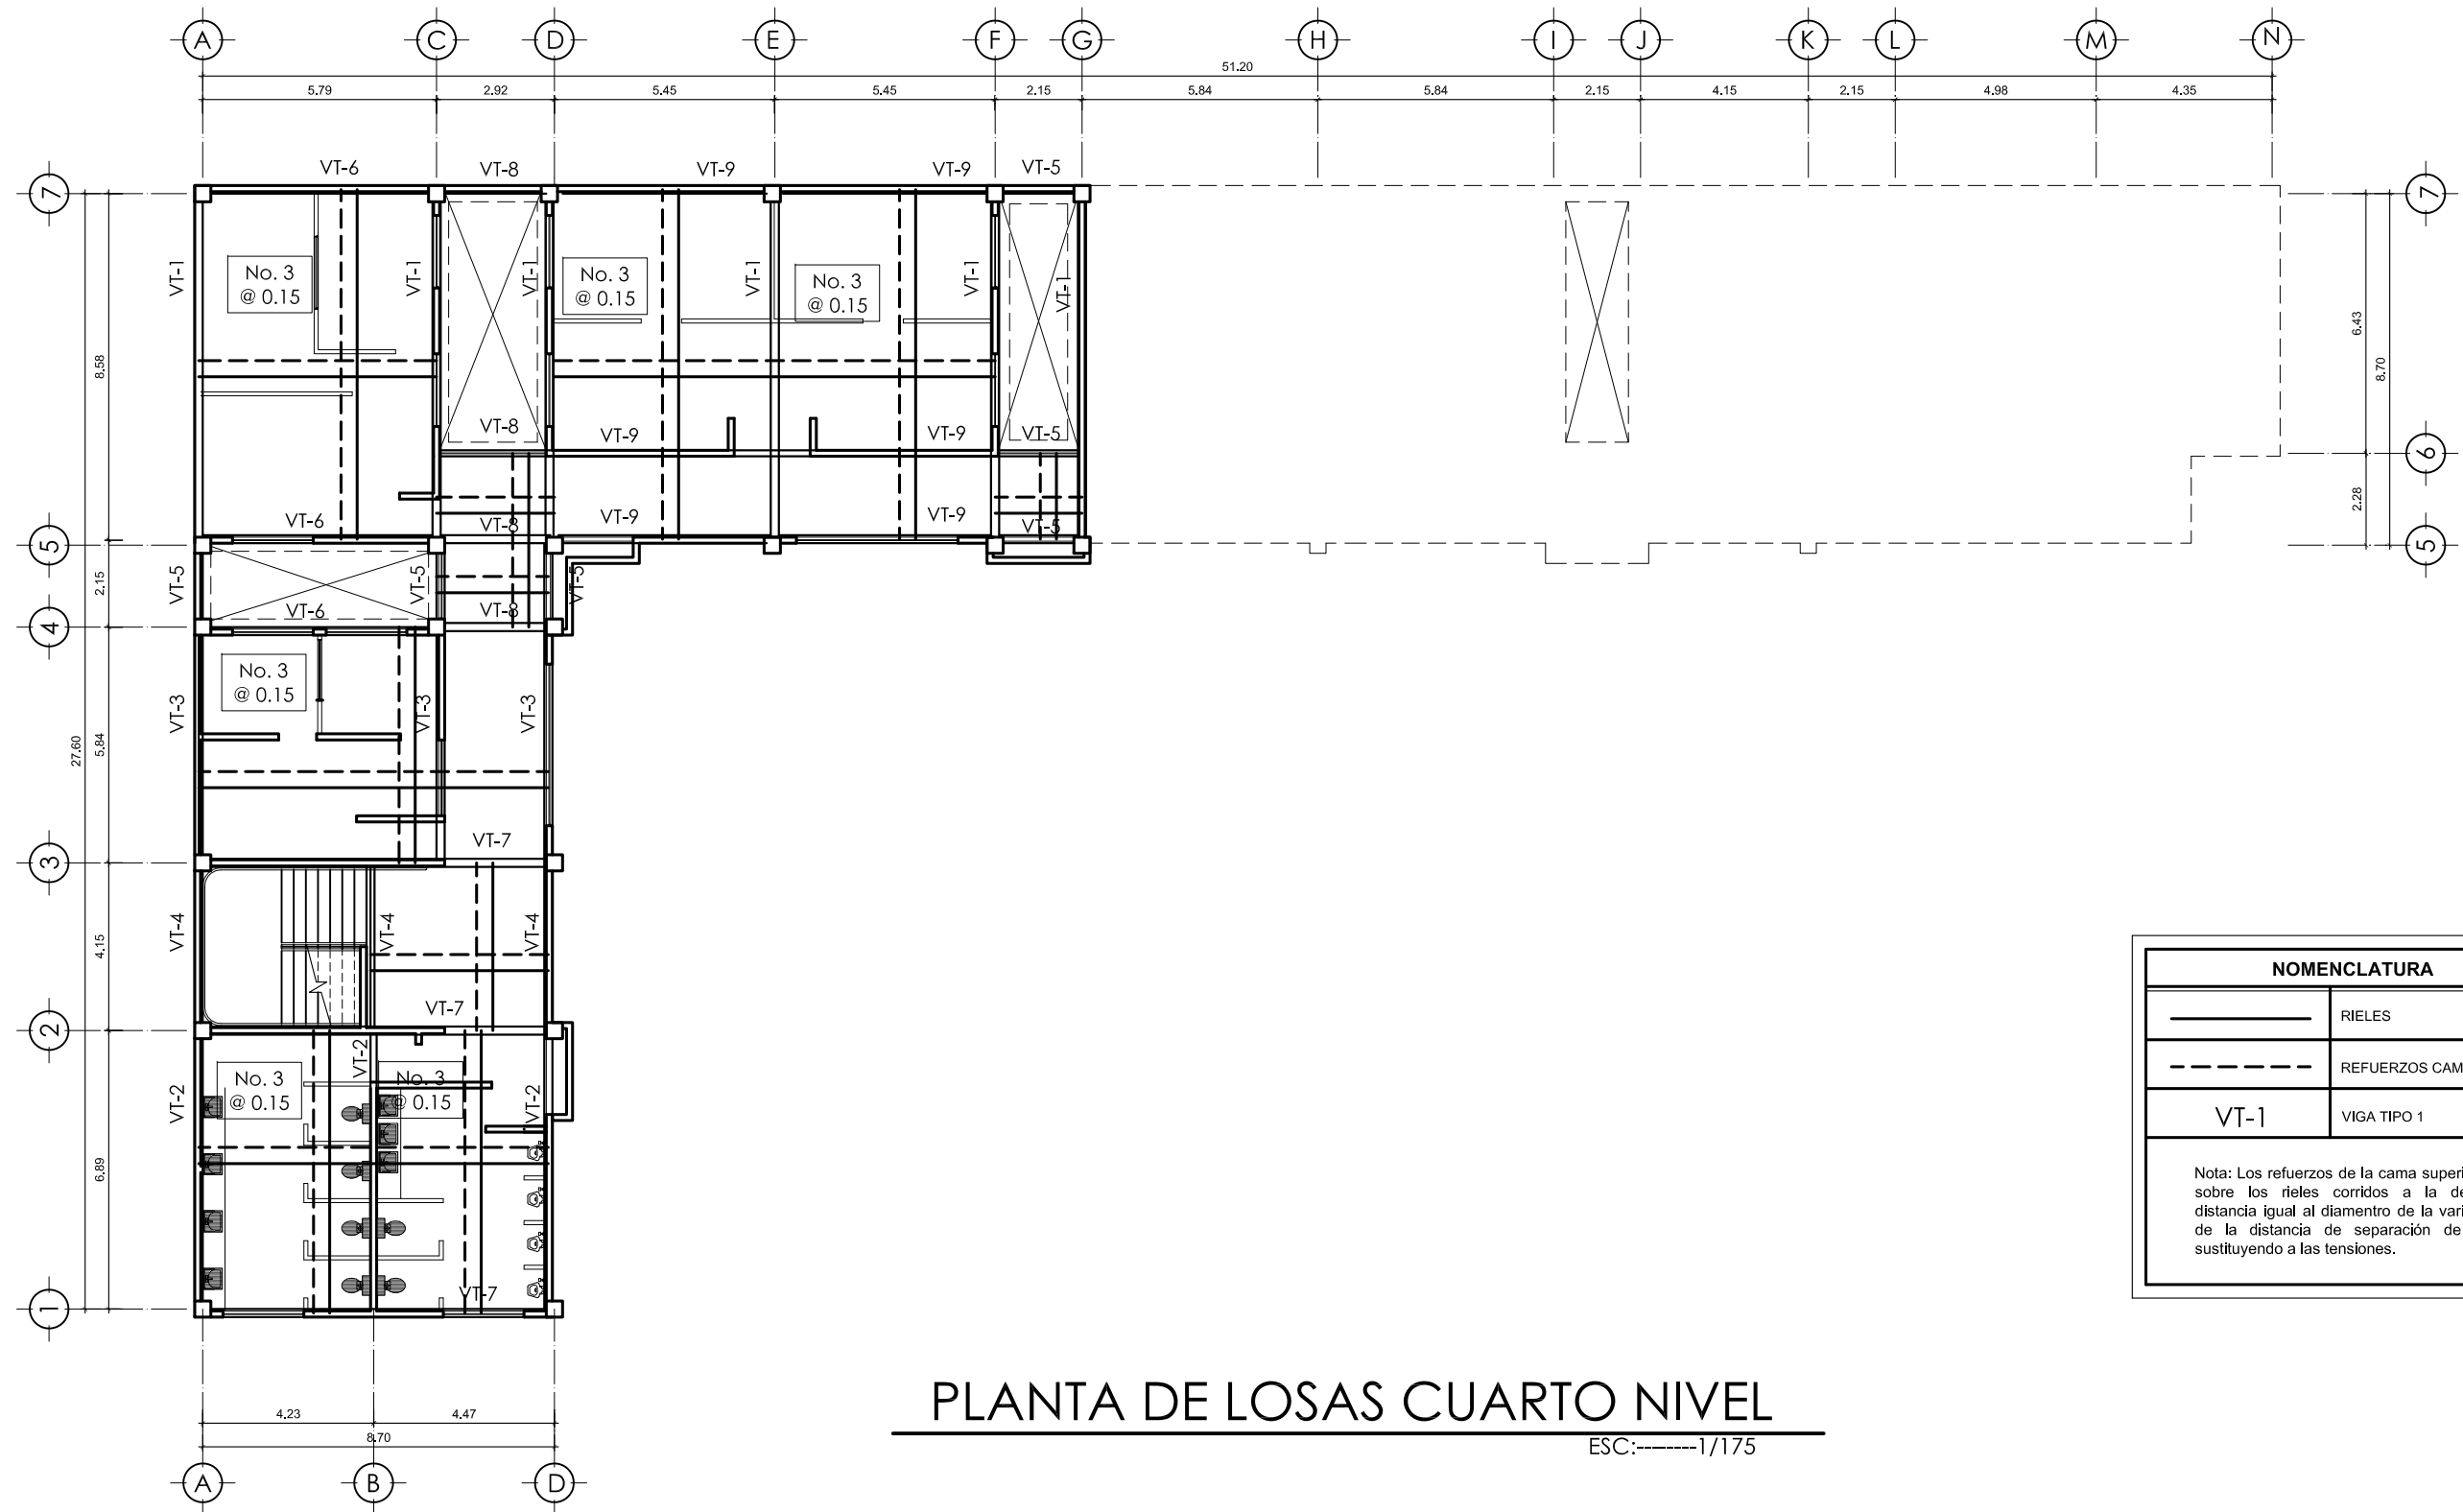 A C D E F G H I J K L M N
51.20
5.79 2.92 5.45 5.45 2.15 5.84 5.84 2.15 4.15 2.15 4.98 4.35
VT-6 VT-8 VT-9 VT-9 VT-5
7 7
VT-1 VT-1 VT-1 VT-1 VT-1 VT-1
No. 3 No. 3 No. 3
@ 0.15 @ 0.15 @ 0.15
8.58 6.43
8.70
VT-8 VT-9 VT-9 VT-5
6
2.28
VT-6 VT-8 VT-9 VT-9 VT-5
5 5
2.15 VT-5 VT-5 VT-5
VT-6 VT-8
4
No. 3
@ 0.15
VT-3 VT-3 VT-3
27.60 5.84
VT-7
3
4.15 VT-4 VT-4 VT-4
VT-7
2
VT-2
No. 3 No. 3
@ 0.15 @ 0.15
VT-2 VT-2
6.89
VT-7
1
4.23 4.47
8.70
A B D
NOMENCLATURA
RIELES
REFUERZOS CAM
VT-1 VIGA TIPO 1
Nota: Los refuerzos de la cama superi
sobre los rieles corridos a la de
distancia igual al diamentro de la vari
de la distancia de separación de
sustituyendo a las tensiones.
PLANTA DE LOSAS CUARTO NIVEL
ESC:--------1/175